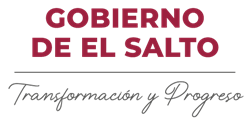 GOBIERNO
DE EL SALTO
Transformación y Progreso